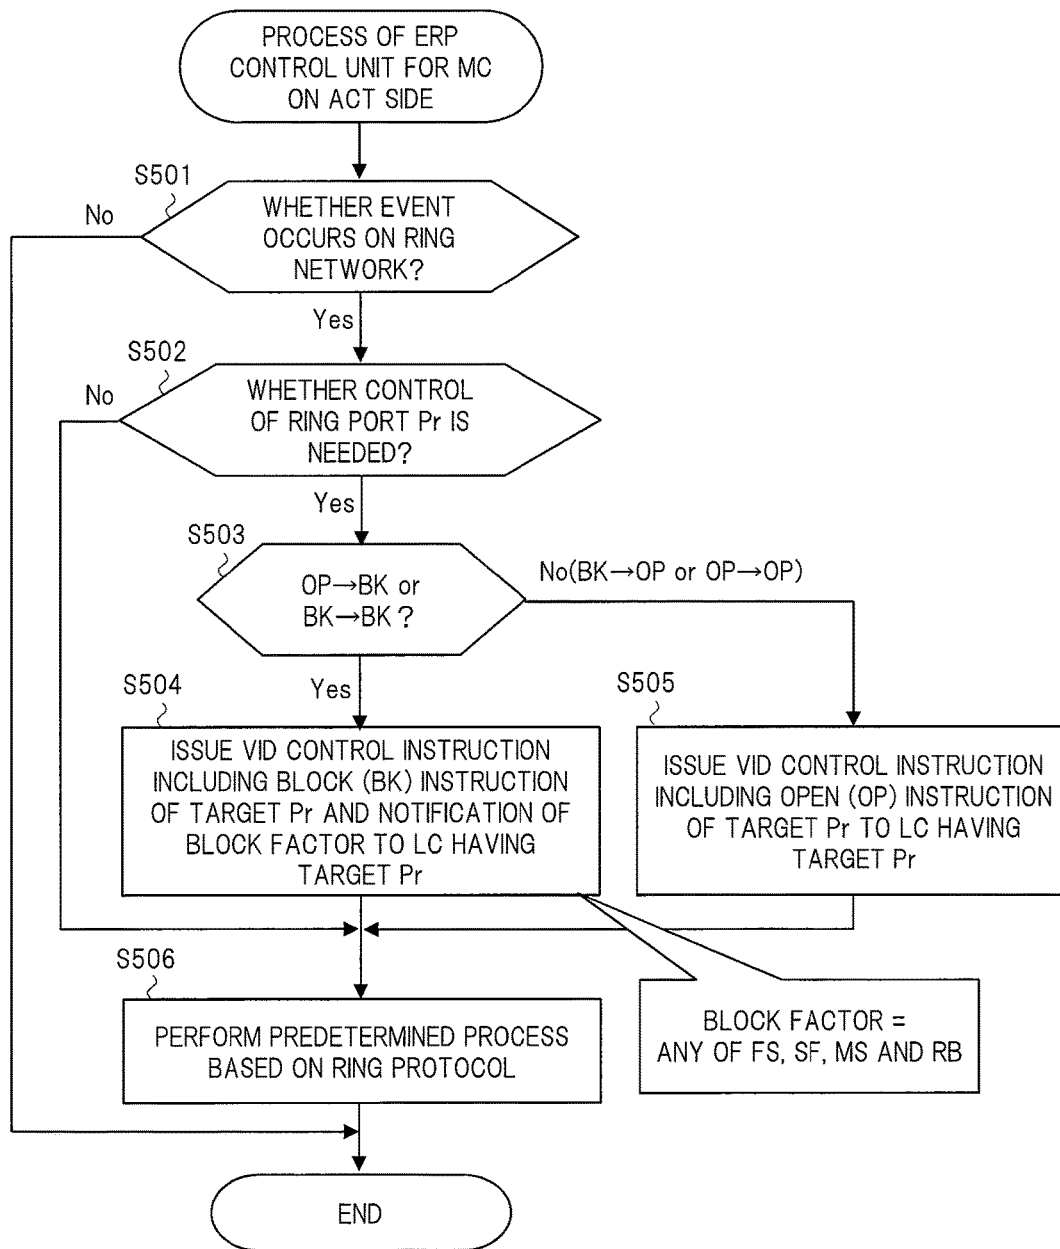 PROCESS OF ERP
CONTROL UNIT FOR MC
ON ACT SIDE
S501
No
WHETHER EVENT
OCCURS ON RING
NETWORK?
Yes
S502
No
WHETHER CONTROL
OF RING PORT Pr IS
NEEDED?
Yes
S503
OP→BK or
BK→BK ?
No(BK→OP or OP→OP)
Yes
S504
ISSUE VID CONTROL INSTRUCTION
INCLUDING BLOCK (BK) INSTRUCTION
OF TARGET Pr AND NOTIFICATION OF
BLOCK FACTOR TO LC HAVING
TARGET Pr
S505
ISSUE VID CONTROL INSTRUCTION
INCLUDING OPEN (OP) INSTRUCTION
OF TARGET Pr TO LC HAVING
TARGET Pr
S506
PERFORM PREDETERMINED PROCESS
BASED ON RING PROTOCOL
BLOCK FACTOR =
ANY OF FS, SF, MS AND RB
END